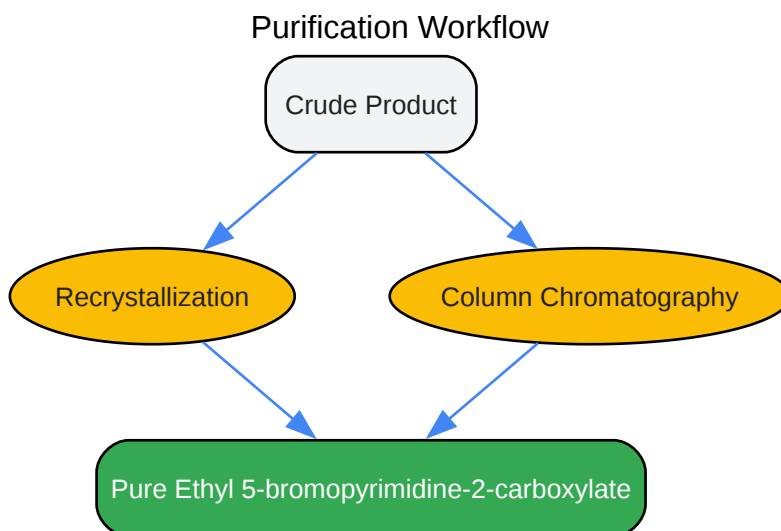 Purification Workflow
Crude Product
Recrystallization
Column Chromatography
Pure Ethyl 5-bromopyrimidine-2-carboxylate